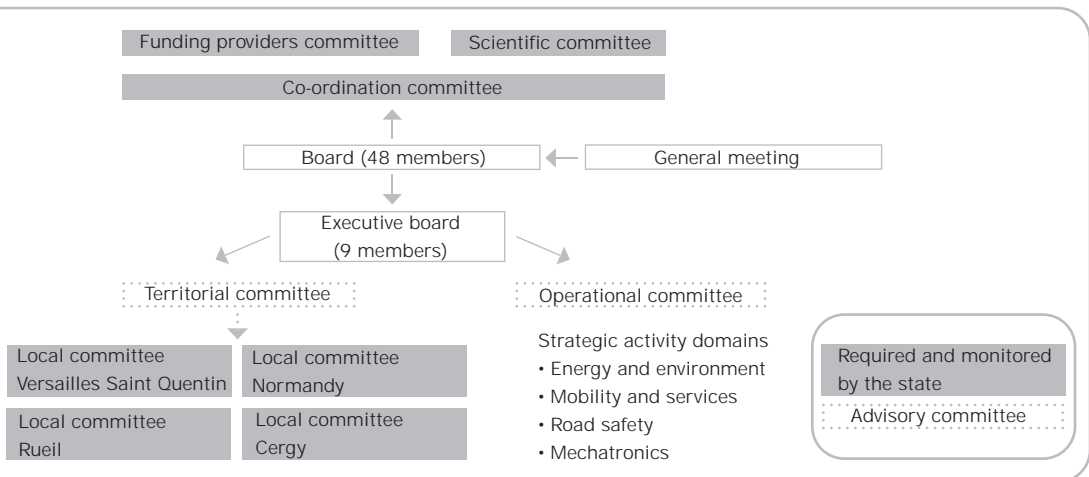 Funding providers committee
Scientific committee
Co-ordination committee
Board (48 members)
General meeting
Executive board
(9 members)
Territorial committee
Operational committee
Local committee
Versailles Saint Quentin
Local committee
Normandy
Local committee
Rueil
Local committee
Cergy
Strategic activity domains
• Energy and environment
• Mobility and services
• Road safety
• Mechatronics
Required and monitored
by the state
Advisory committee